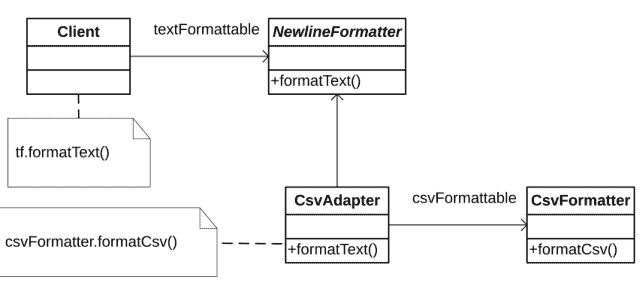 Client
textFormattable
NewlineFormatter
+formatText()
tf.formatText()
CsvAdapter
csvFormattable
CsvFormatter
csvFormatter.formatCsv()
+formatText()
+formatCsv()